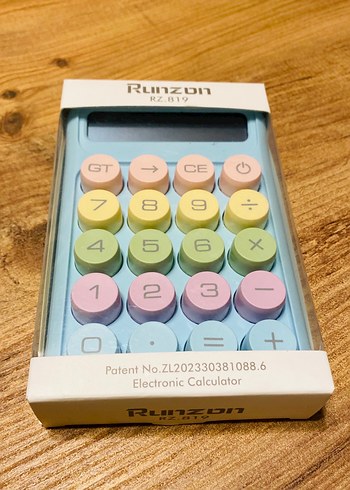 Runzon
RZ.819
GT → CE
7 8 9 ÷
4 5 6 ×
1 2 3 −
0 . = +
Patent No.ZL202330381088.6
Electronic Calculator
Runzon
RZ.819